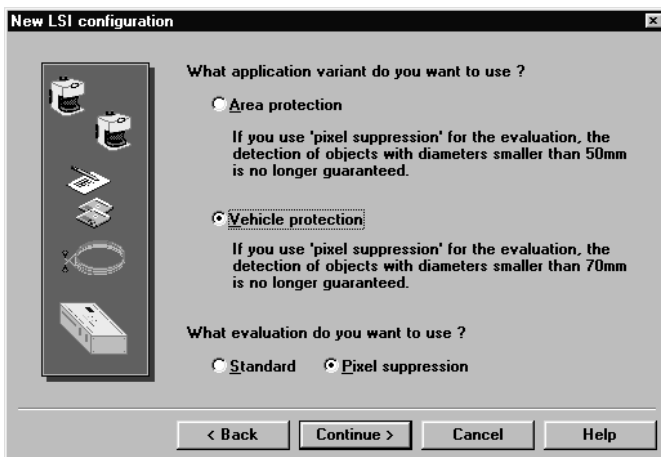 New LSI configuration
What application variant do you want to use ?
Area protection
If you use 'pixel suppression' for the evaluation, the
detection of objects with diameters smaller than 50mm
is no longer guaranteed.
Vehicle protection
If you use 'pixel suppression' for the evaluation, the
detection of objects with diameters smaller than 70mm
is no longer guaranteed.
What evaluation do you want to use ?
Standard Pixel suppression
< Back Continue > Cancel Help